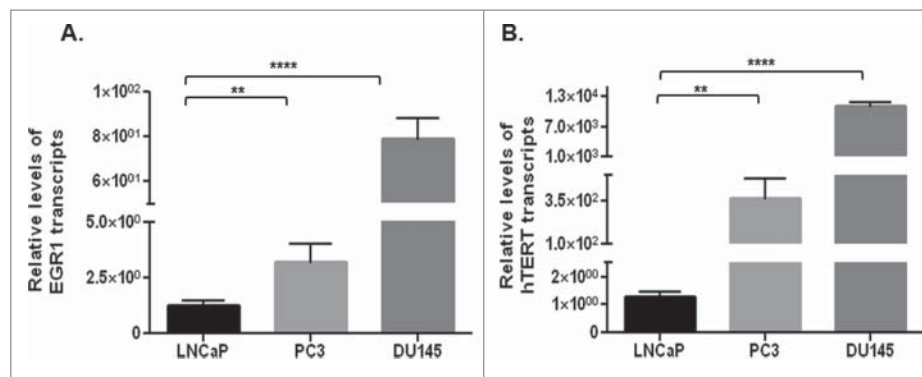 A.
****
**
Relative levels of
EGR1 transcripts
1×10⁰²
8×10⁰¹
6×10⁰¹
5.0×10⁰
2.5×10⁰
0
LNCaP PC3 DU145
B.
****
**
Relative levels of
hTERT transcripts
1.3×10⁴
7.0×10³
1.0×10³
3.5×10²
1.0×10²
2×10⁰⁰
1×10⁰⁰
0
LNCaP PC3 DU145